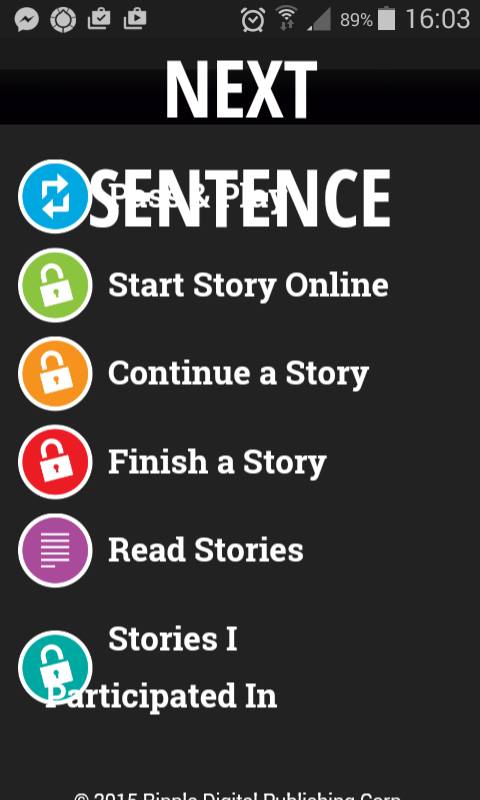 89% 16:03
NEXT
SENTENCE
Pass & Play
Start Story Online
Continue a Story
Finish a Story
Read Stories
Stories I
Participated In
© 2015 Ripple Digital Publishing Corp.